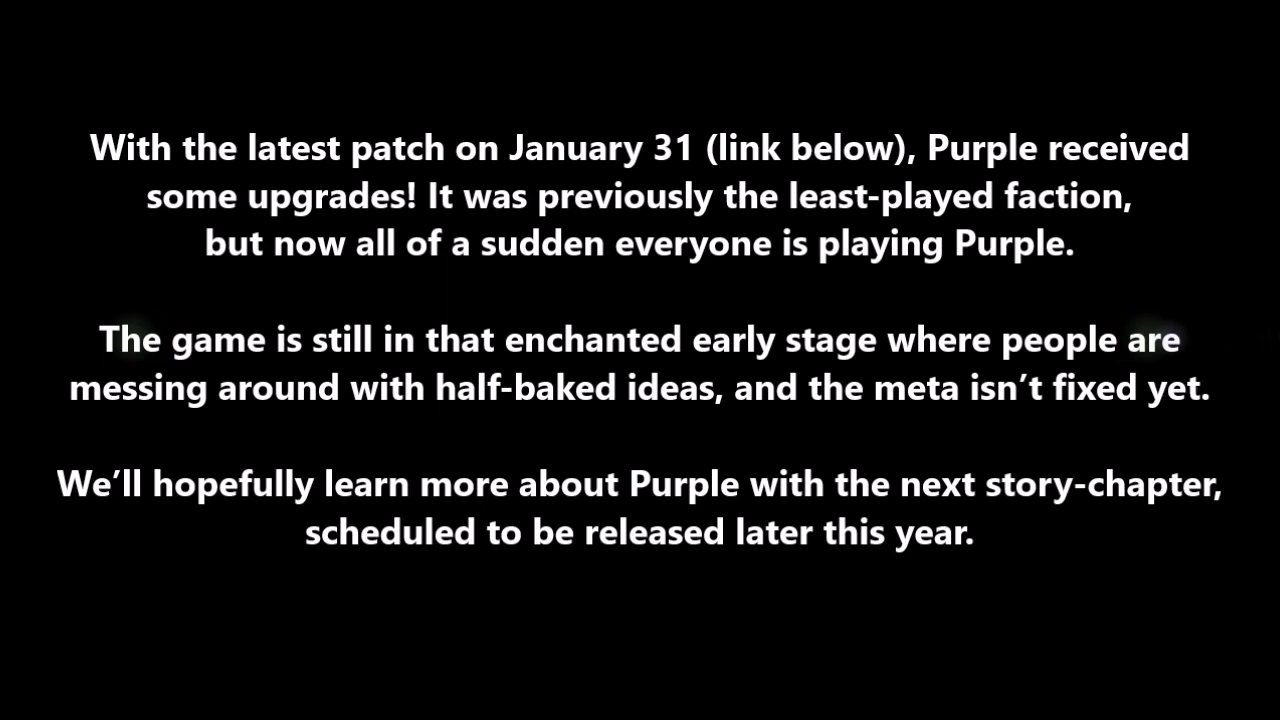 With the latest patch on January 31 (link below), Purple received
some upgrades! It was previously the least-played faction,
but now all of a sudden everyone is playing Purple.
The game is still in that enchanted early stage where people are
messing around with half-baked ideas, and the meta isn’t fixed yet.
We’ll hopefully learn more about Purple with the next story-chapter,
scheduled to be released later this year.